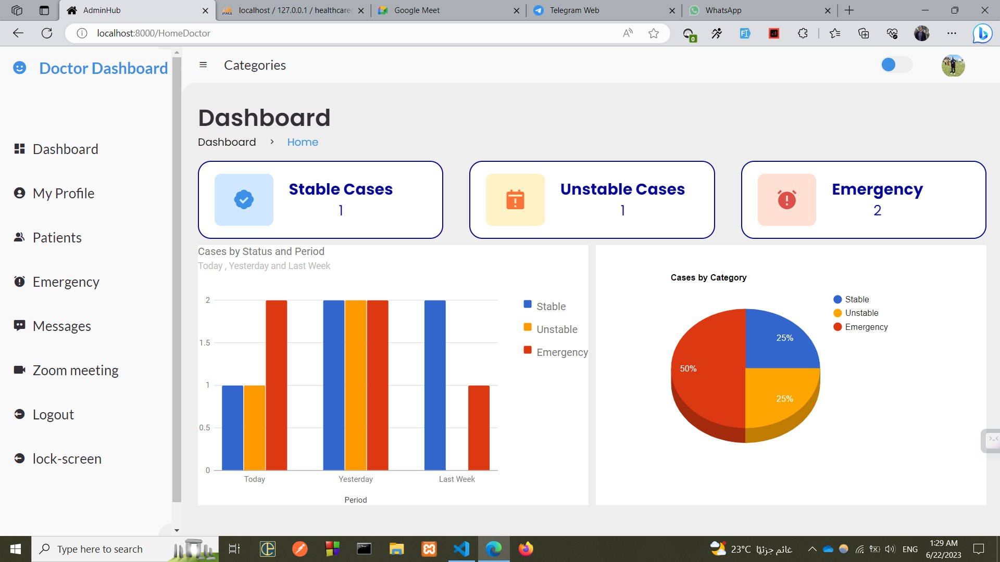 AdminHub
localhost / 127.0.0.1 / healthcare
Google Meet
Telegram Web
WhatsApp
localhost:8000/HomeDoctor
Doctor Dashboard
Categories
Dashboard
My Profile
Patients
Emergency
Messages
Zoom meeting
Logout
lock-screen
Dashboard
Dashboard > Home
Stable Cases
1
Unstable Cases
1
Emergency
2
Cases by Status and Period
Today , Yesterday and Last Week
2
1.5
1
0.5
0
Today Yesterday Last Week
Period
Stable
Unstable
Emergency
Cases by Category
25%
50%
25%
Stable
Unstable
Emergency
Type here to search
23°C غائم جزئيًا
ENG
1:29 AM
6/22/2023